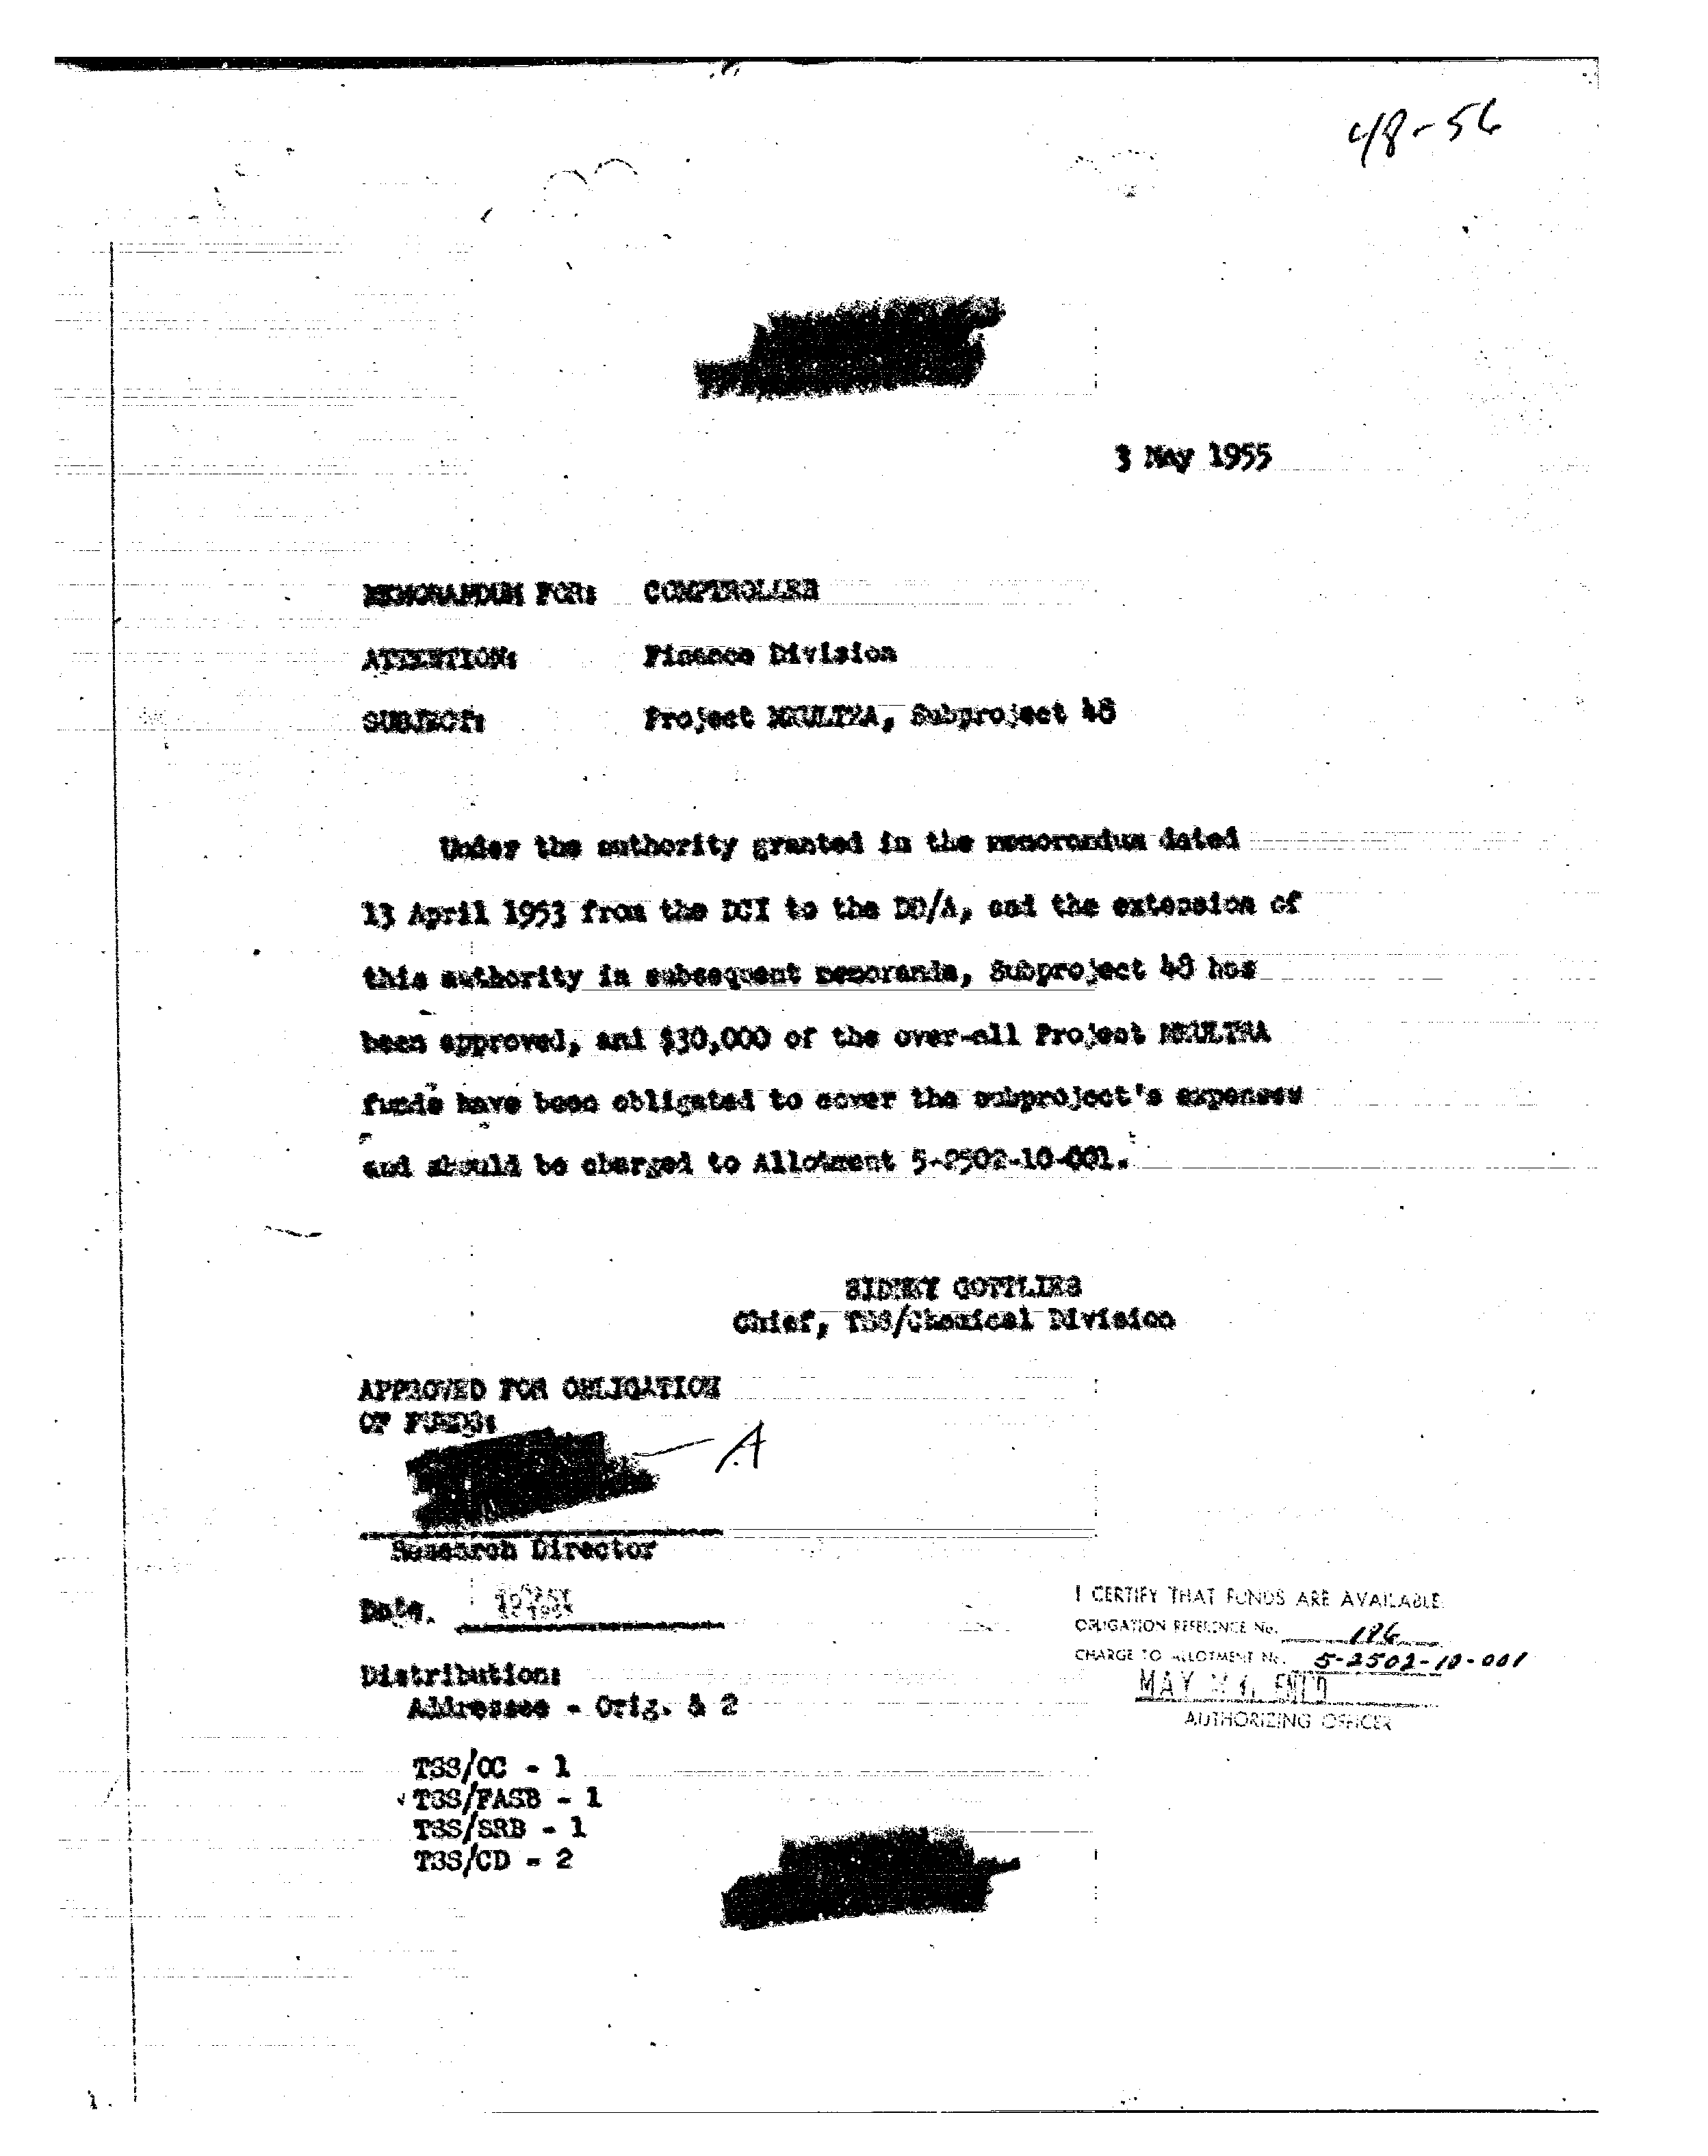 48-56
3 May 1955
MEMORANDUM FOR: COMPTROLLER
ATTENTION: Finance Division
SUBJECT: Project MKULTRA, Subproject 48
Under the authority granted in the memorandum dated
13 April 1953 from the DCI to the DD/A, and the extension of
this authority in subsequent memoranda, Subproject 48 has
been approved, and $30,000 of the over-all Project MKULTRA
funds have been obligated to cover the subproject's expenses
and should be charged to Allotment 5-2502-10-001.
SIDNEY GOTTLIEB
Chief, TSS/Chemical Division
APPROVED FOR OBLIGATION
OF FUNDS:
A
Research Director
Date.
I CERTIFY THAT FUNDS ARE AVAILABLE
OBLIGATION REFERENCE No. 196
CHARGE TO ALLOTMENT No. 5-2502-10-001
MAY
AUTHORIZING OFFICER
Distribution:
Addressee - Orig. & 2
TSS/OC - 1
TSS/FASB - 1
TSS/SRB - 1
TSS/CD - 2